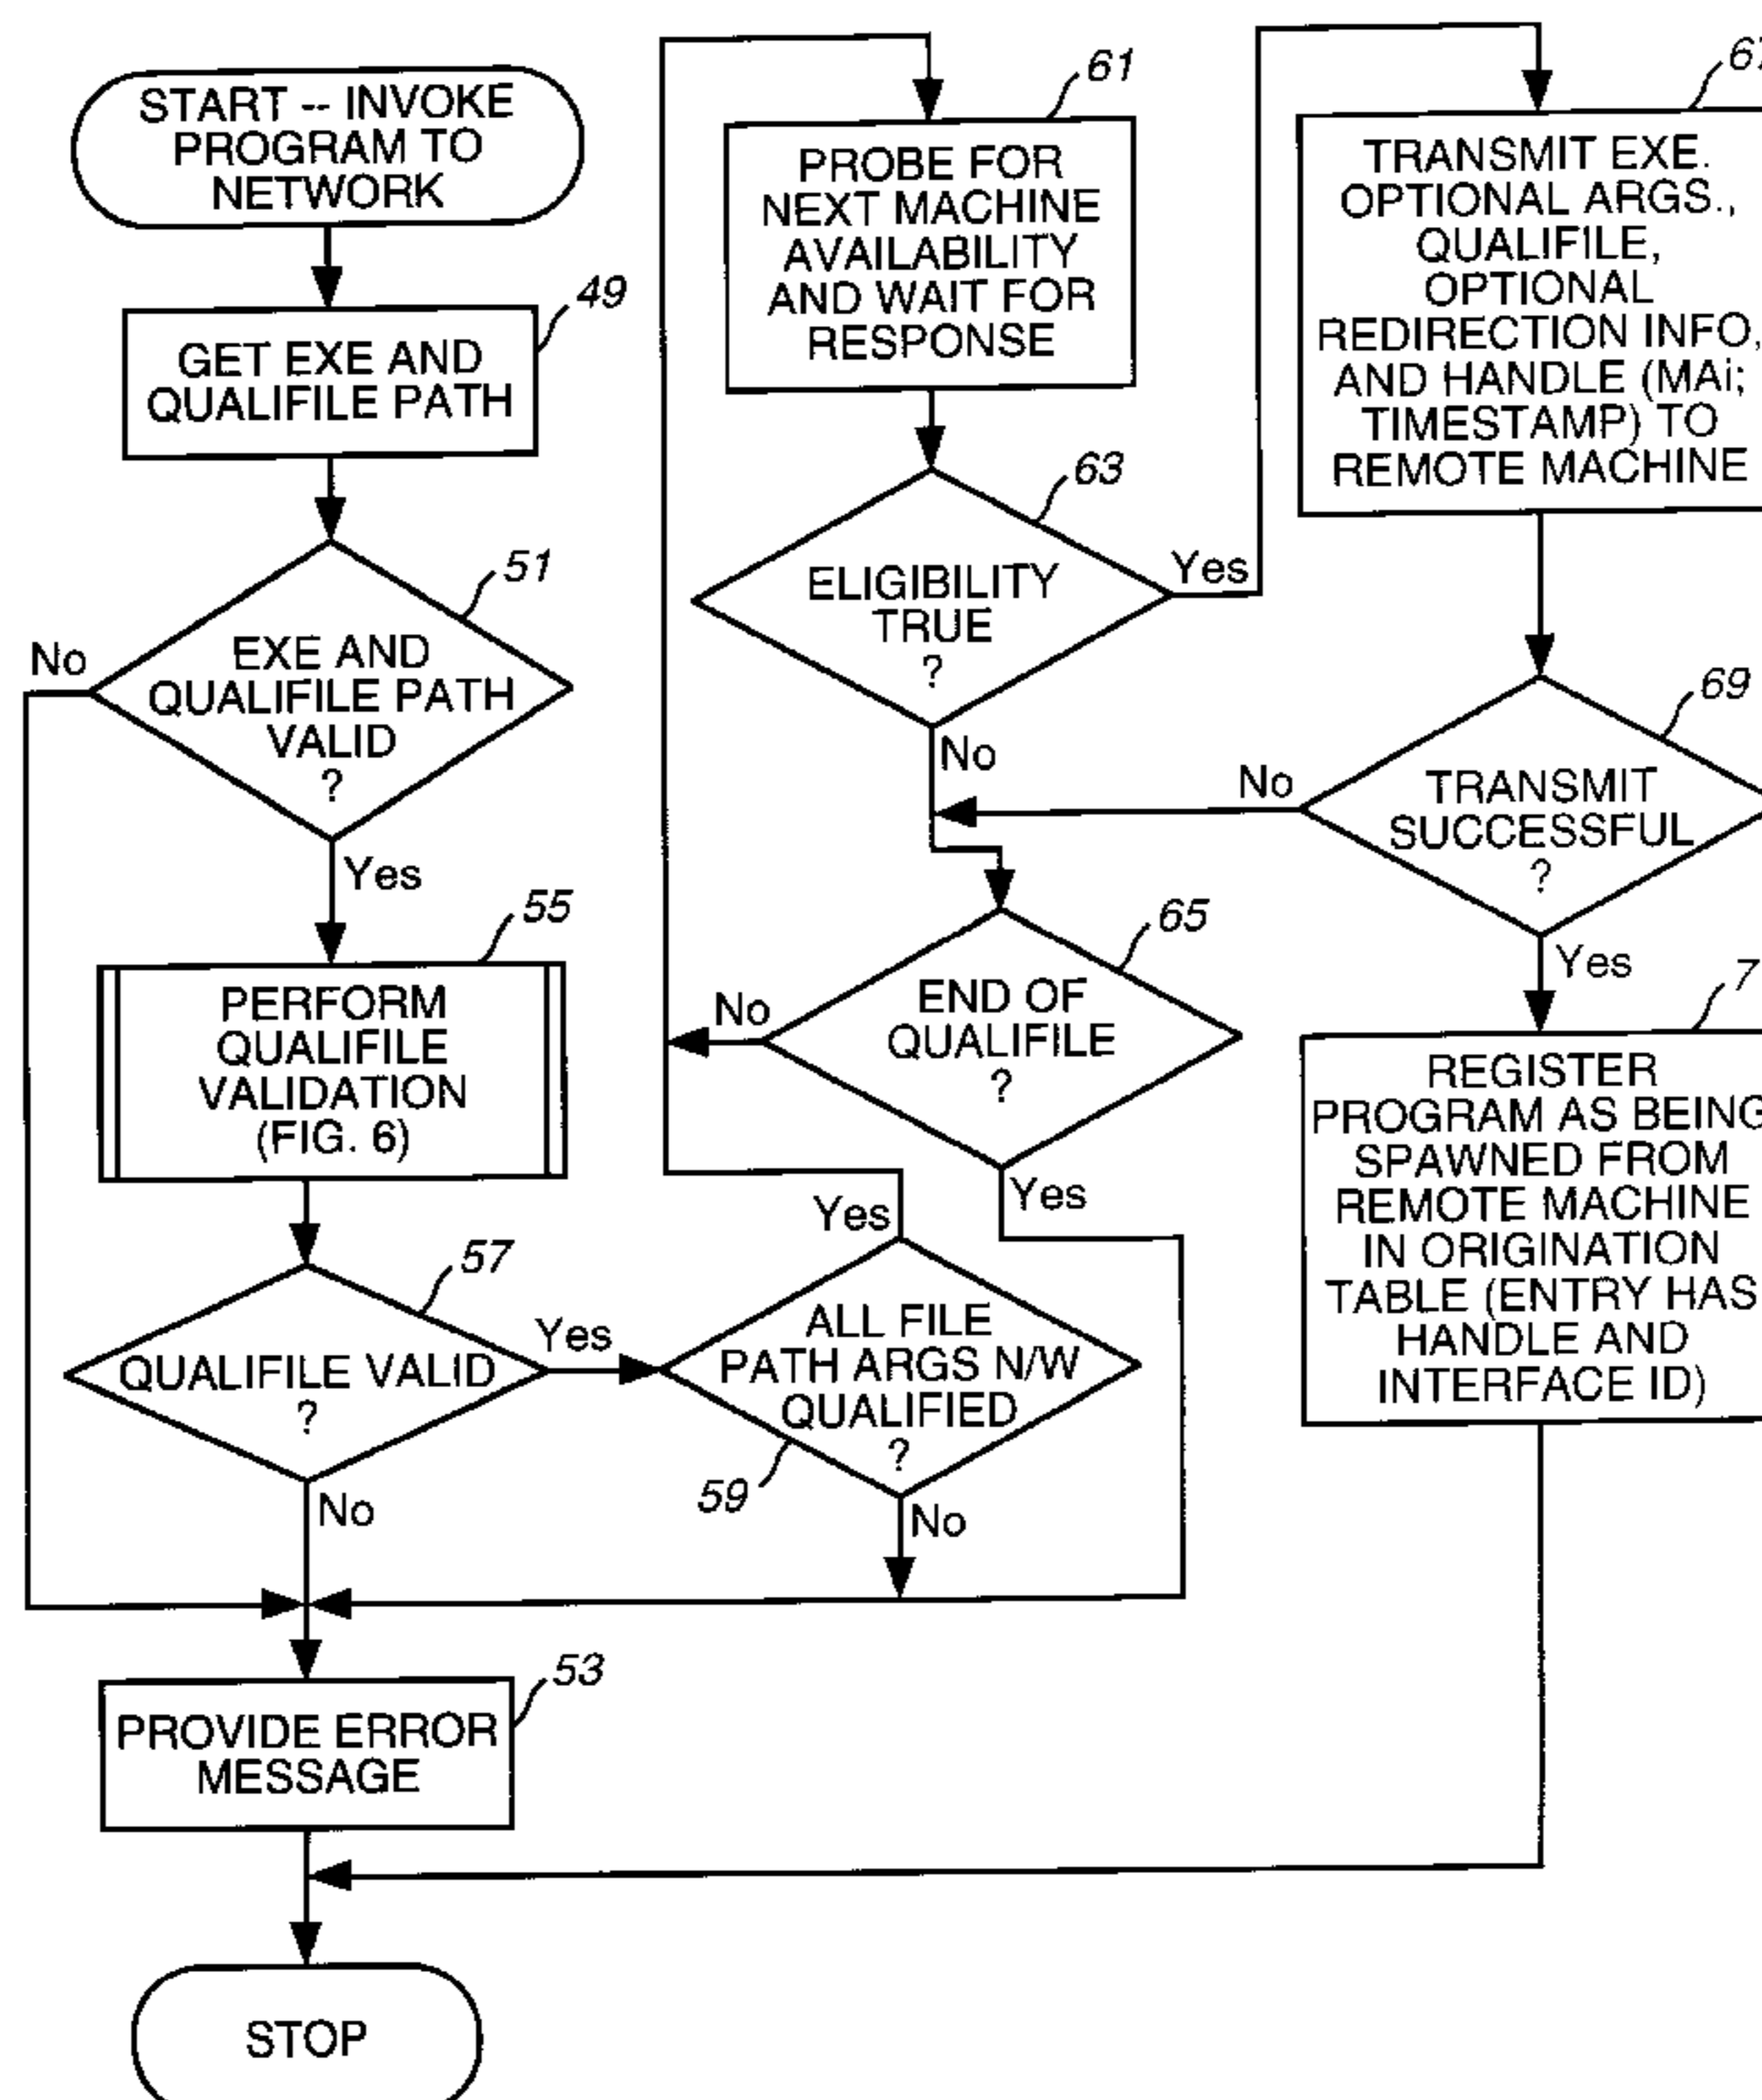 START -- INVOKE
PROGRAM TO
NETWORK
49
GET EXE AND
QUALIFILE PATH
51
EXE AND
QUALIFILE PATH
VALID
?
No
Yes
55
PERFORM
QUALIFILE
VALIDATION
(FIG. 6)
57
QUALIFILE VALID
?
Yes
No
53
PROVIDE ERROR
MESSAGE
STOP
59
ALL FILE
PATH ARGS N/W
QUALIFIED
?
Yes
No
61
PROBE FOR
NEXT MACHINE
AVAILABILITY
AND WAIT FOR
RESPONSE
63
ELIGIBILITY
TRUE
?
Yes
No
65
END OF
QUALIFILE
?
No
Yes
67
TRANSMIT EXE.
OPTIONAL ARGS.,
QUALIFILE,
OPTIONAL
REDIRECTION INFO,
AND HANDLE (MAi;
TIMESTAMP) TO
REMOTE MACHINE
69
TRANSMIT
SUCCESSFUL
?
No
Yes
7
REGISTER
PROGRAM AS BEING
SPAWNED FROM
REMOTE MACHINE
IN ORIGINATION
TABLE (ENTRY HAS
HANDLE AND
INTERFACE ID)